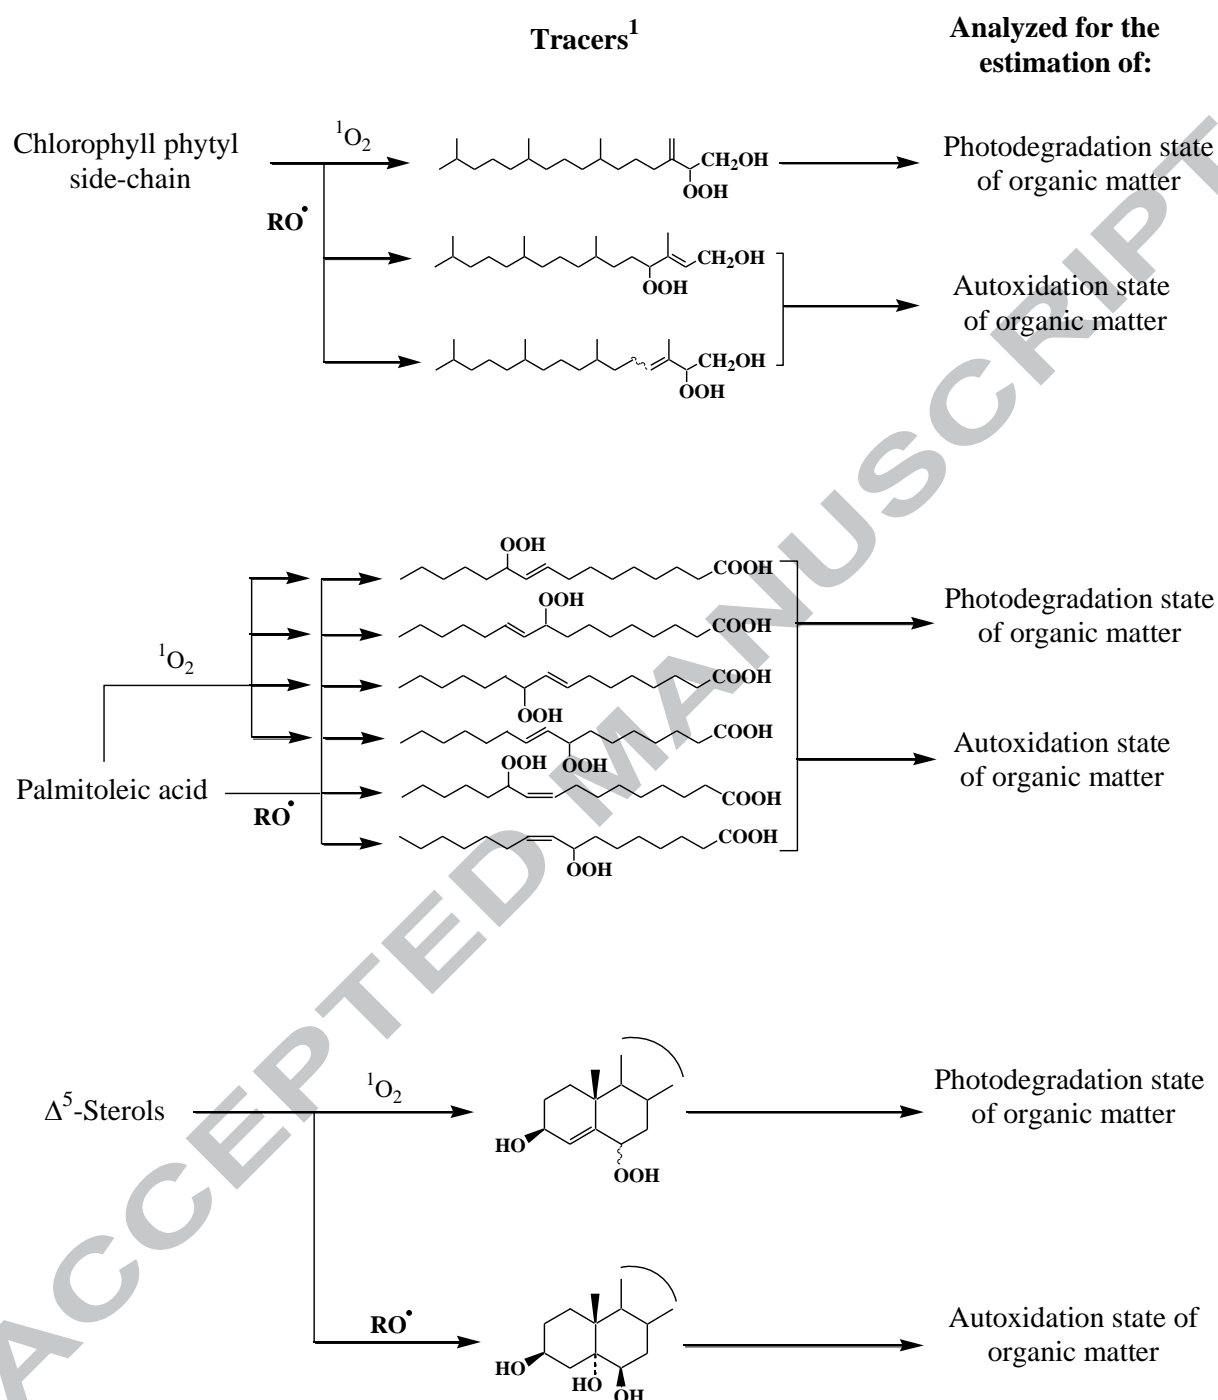 Tracers¹
Analyzed for the
estimation of:
Chlorophyll phytyl
side-chain
¹O₂
RO•
CH₂OH
OOH
Photodegradation state
of organic matter
CH₂OH
OOH
CH₂OH
OOH
Autoxidation state
of organic matter
Palmitoleic acid
¹O₂
RO•
OOH
COOH
OOH
COOH
COOH
OOH
COOH
OOH
OOH
COOH
COOH
OOH
Photodegradation state
of organic matter
Autoxidation state
of organic matter
Δ⁵-Sterols
¹O₂
HO
OOH
Photodegradation state
of organic matter
RO•
HO
HO
OH
Autoxidation state of
organic matter
ACCEPTED MANUSCRIPT